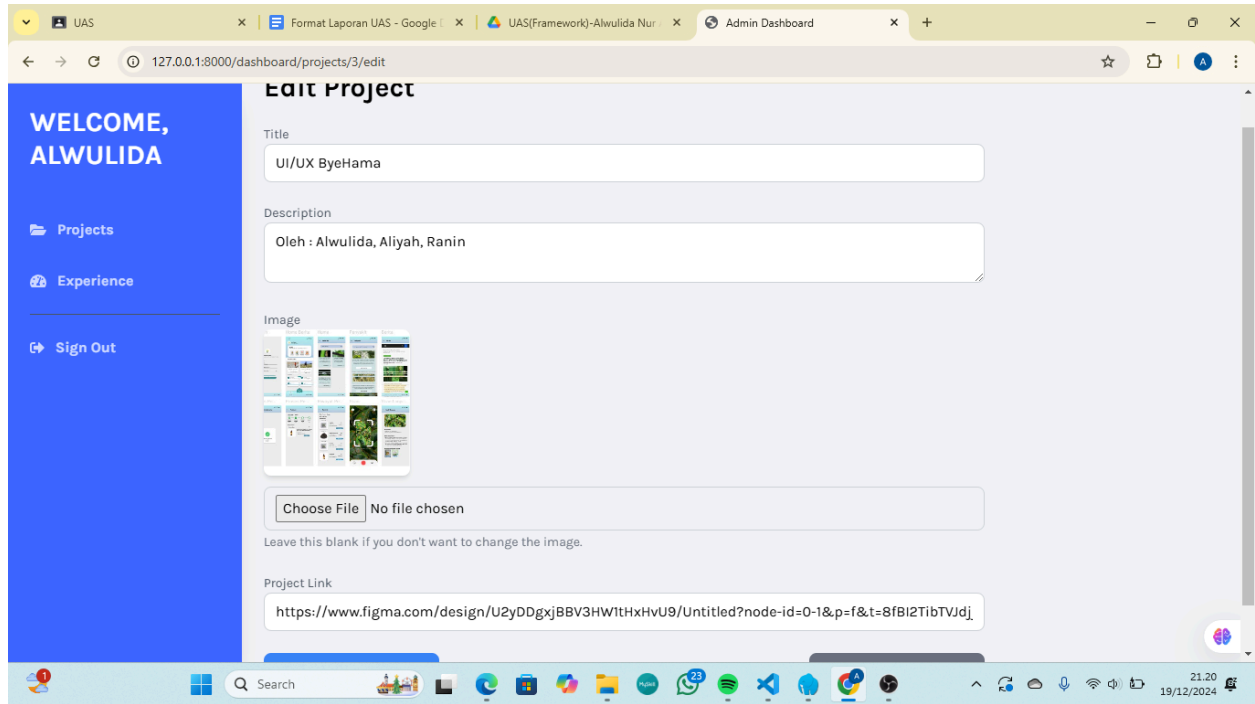 UAS
Format Laporan UAS - Google
UAS(Framework)-Alwulida Nur
Admin Dashboard
127.0.0.1:8000/dashboard/projects/3/edit
A
WELCOME,
ALWULIDA
Projects
Experience
Sign Out
Edit Project
Title
UI/UX ByeHama
Description
Oleh : Alwulida, Aliyah, Ranin
Image
Choose File No file chosen
Leave this blank if you don't want to change the image.
Project Link
https://www.figma.com/design/U2yDDgxjBBV3HW1tHxHvU9/Untitled?node-id=0-1&p=f&t=8fBI2TibTVJdj
1
Search
23
A
21.20
19/12/2024